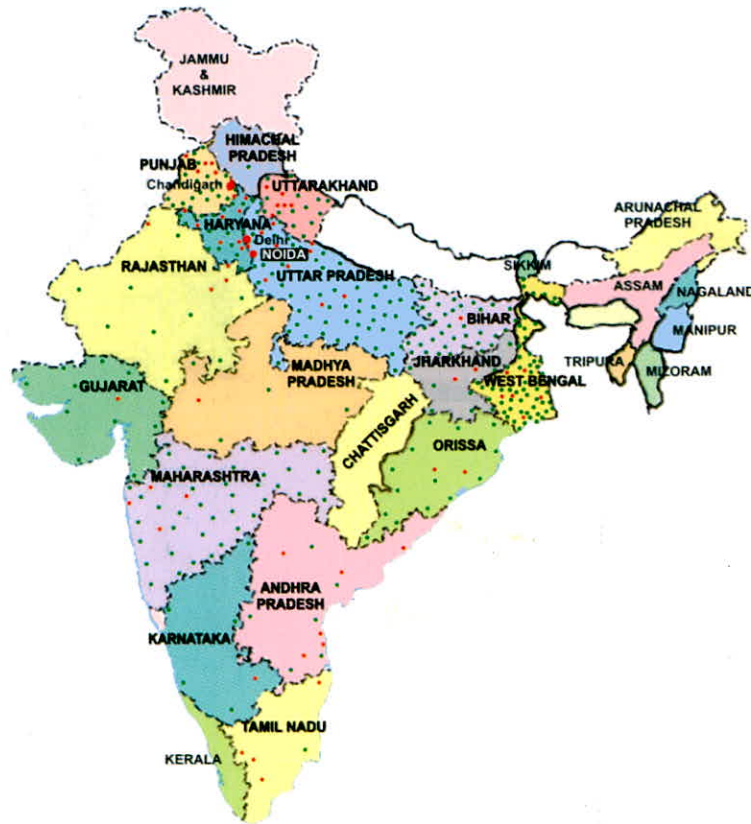 JAMMU
&
KASHMIR
HIMACHAL
PRADESH
PUNJAB
Chandigarh
UTTARAKHAND
HARYANA
Delhi
NOIDA
RAJASTHAN
UTTAR PRADESH
ARUNACHAL
PRADESH
SIKKIM
ASSAM
NAGALAND
BIHAR
MANIPUR
JHARKHAND
TRIPURA
MIZORAM
WEST BENGAL
GUJARAT
MADHYA
PRADESH
CHATTISGARH
ORISSA
MAHARASHTRA
ANDHRA
PRADESH
KARNATAKA
TAMIL NADU
KERALA